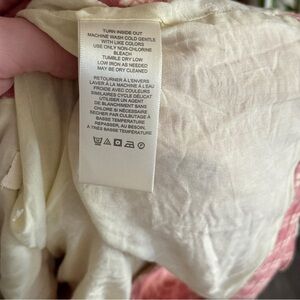 TURN INSIDE OUT
MACHINE WASH COLD GENTLE
WITH LIKE COLORS
USE ONLY NON-CHLORINE
BLEACH
TUMBLE DRY LOW
LOW IRON AS NEEDED
MAY BE DRY CLEANED
RETOURNER À L'ENVERS
LAVER À LA MACHINE À L'EAU
FROIDE AVEC COULEURS
SIMILAIRES CYCLE DÉLICAT
UTILISER UN AGENT
DE BLANCHIMENT SANS
CHLORE SI NÉCESSAIRE
SÉCHER PAR CULBUTAGE À
BASSE TEMPÉRATURE
REPASSER, AU BESOIN,
À TRÈS BASSE TEMPÉRATURE